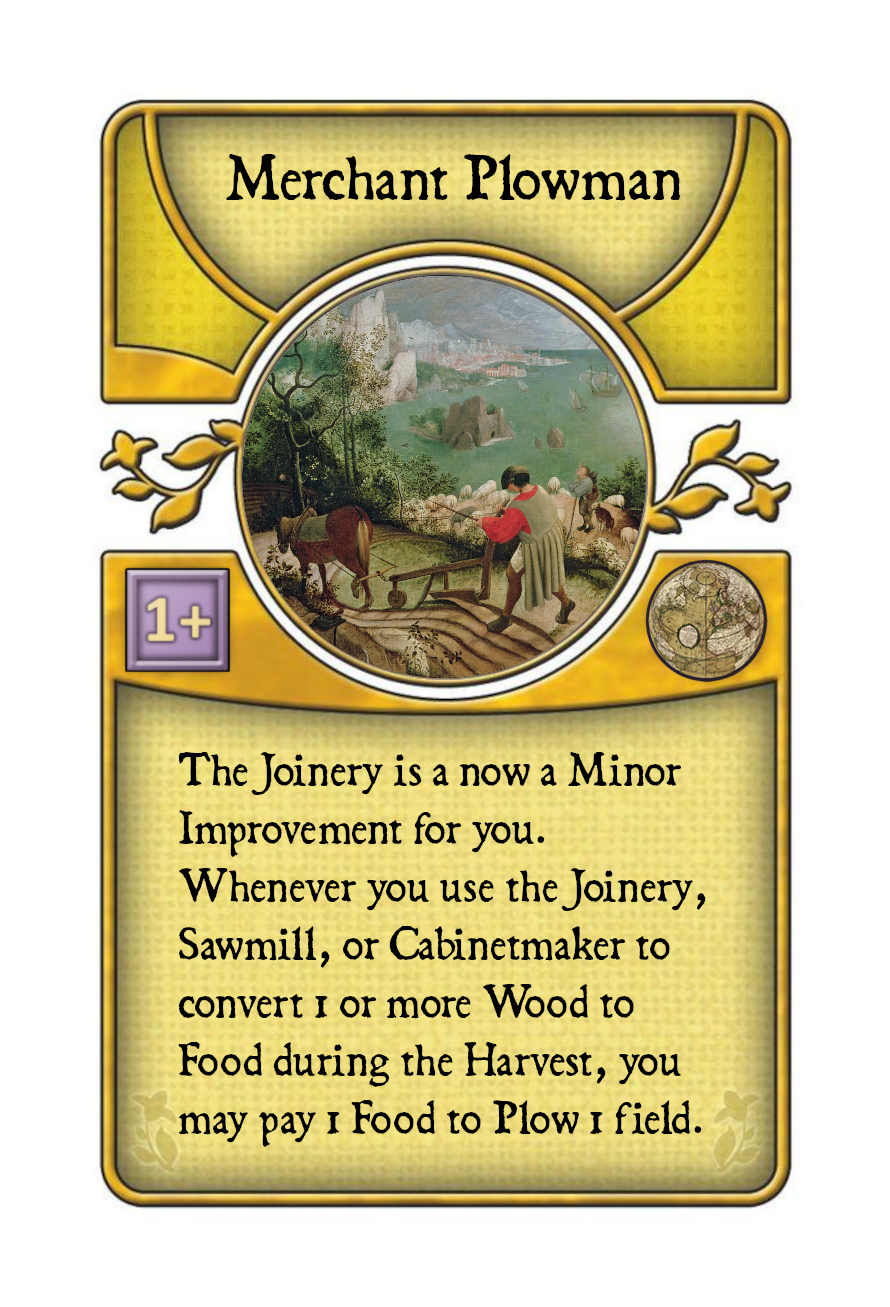 Merchant Plowman
1+
The Joinery is a now a Minor
Improvement for you.
Whenever you use the Joinery,
Sawmill, or Cabinetmaker to
convert 1 or more Wood to
Food during the Harvest, you
may pay 1 Food to Plow 1 field.